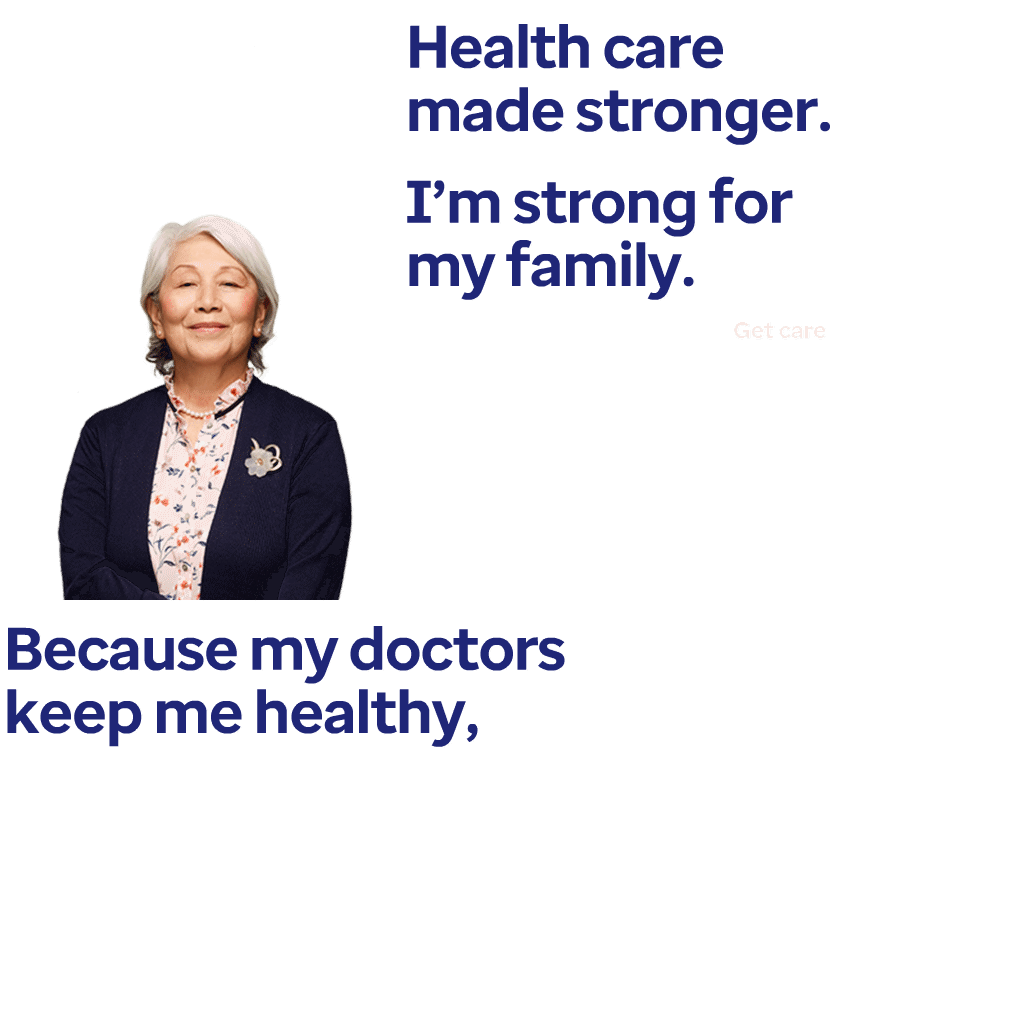 Health care
made stronger.
I’m strong for
my family.
Get care
Because my doctors
keep me healthy,